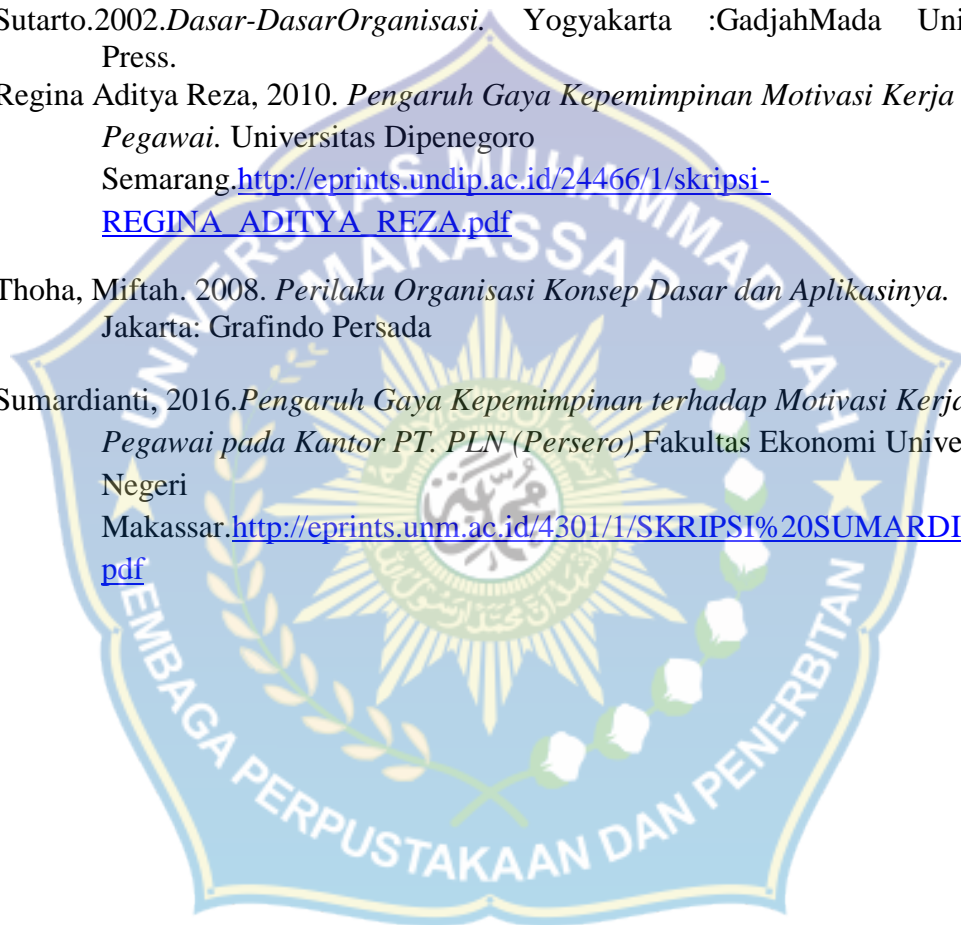 Sutarto.2002.Dasar-DasarOrganisasi. Yogyakarta :GadjahMada Uni
Press.
Regina Aditya Reza, 2010. Pengaruh Gaya Kepemimpinan Motivasi Kerja
Pegawai. Universitas Dipenegoro
Semarang.http://eprints.undip.ac.id/24466/1/skripsi-
REGINA_ADITYA_REZA.pdf
Thoha, Miftah. 2008. Perilaku Organisasi Konsep Dasar dan Aplikasinya.
Jakarta: Grafindo Persada
Sumardianti, 2016.Pengaruh Gaya Kepemimpinan terhadap Motivasi Kerja
Pegawai pada Kantor PT. PLN (Persero).Fakultas Ekonomi Unive
Negeri
Makassar.http://eprints.unm.ac.id/4301/1/SKRIPSI%20SUMARDI
pdf
UNIVERSITAS MUHAMMADIYAH
MAKASSAR
LEMBAGA PERPUSTAKAAN DAN PENERBITAN